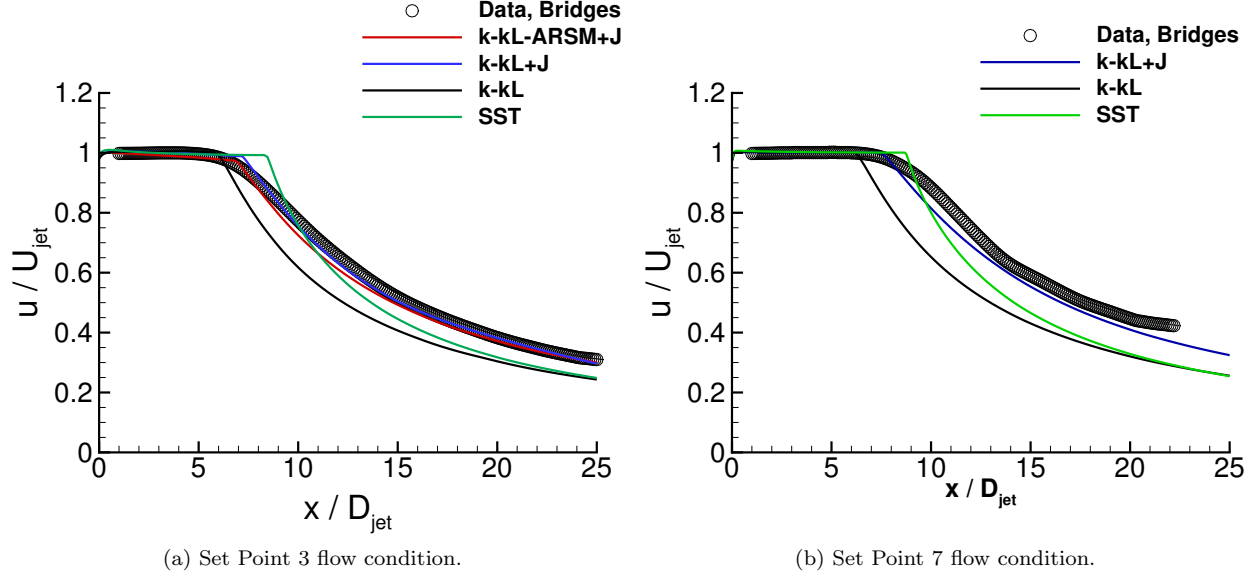 Data, Bridges
k-kL-ARSM+J
k-kL+J
k-kL
SST
u / U_jet
1.2
1
0.8
0.6
0.4
0.2
0
0 5 10 15 20 25
x / D_jet
(a) Set Point 3 flow condition.
Data, Bridges
k-kL+J
k-kL
SST
u / U_jet
1.2
1
0.8
0.6
0.4
0.2
0
0 5 10 15 20 25
x / D_jet
(b) Set Point 7 flow condition.